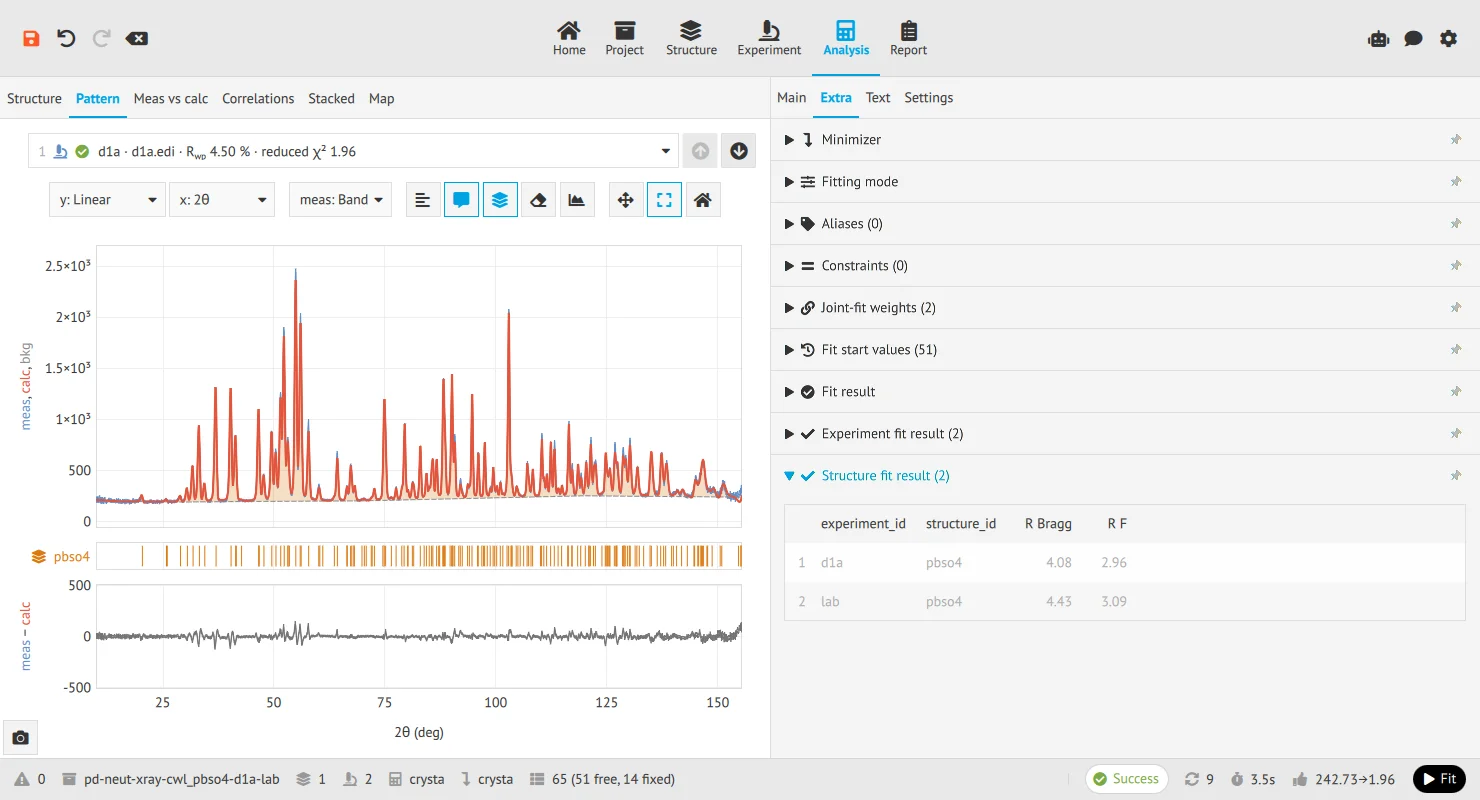 Home Project Structure Experiment Analysis Report
Structure Pattern Meas vs calc Correlations Stacked Map
Main Extra Text Settings
1 d1a · d1a.edi · Rwp 4.50 % · reduced χ² 1.96
y: Linear x: 2θ meas: Band
2.5×10³
2×10³
1.5×10³
1×10³
500
0
meas, calc, bkg
pbso4
500
0
-500
meas − calc
25 50 75 100 125 150
2θ (deg)
Minimizer
Fitting mode
Aliases (0)
Constraints (0)
Joint-fit weights (2)
Fit start values (51)
Fit result
Experiment fit result (2)
Structure fit result (2)
experiment_id structure_id R Bragg R F
1 d1a pbso4 4.08 2.96
2 lab pbso4 4.43 3.09
0 pd-neut-xray-cwl_pbso4-d1a-lab 1 2 crysta crysta 65 (51 free, 14 fixed) Success 9 3.5s 242.73→1.96 Fit